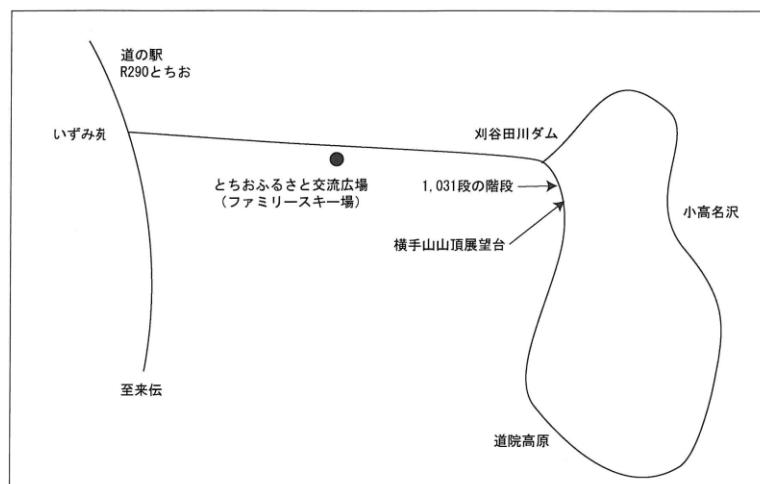 道の駅
R290とちお
いずみ苑
刈谷田川ダム
とちおふるさと交流広場
（ファミリースキー場）
1,031段の階段
小高名沢
横手山山頂展望台
至来伝
道院高原